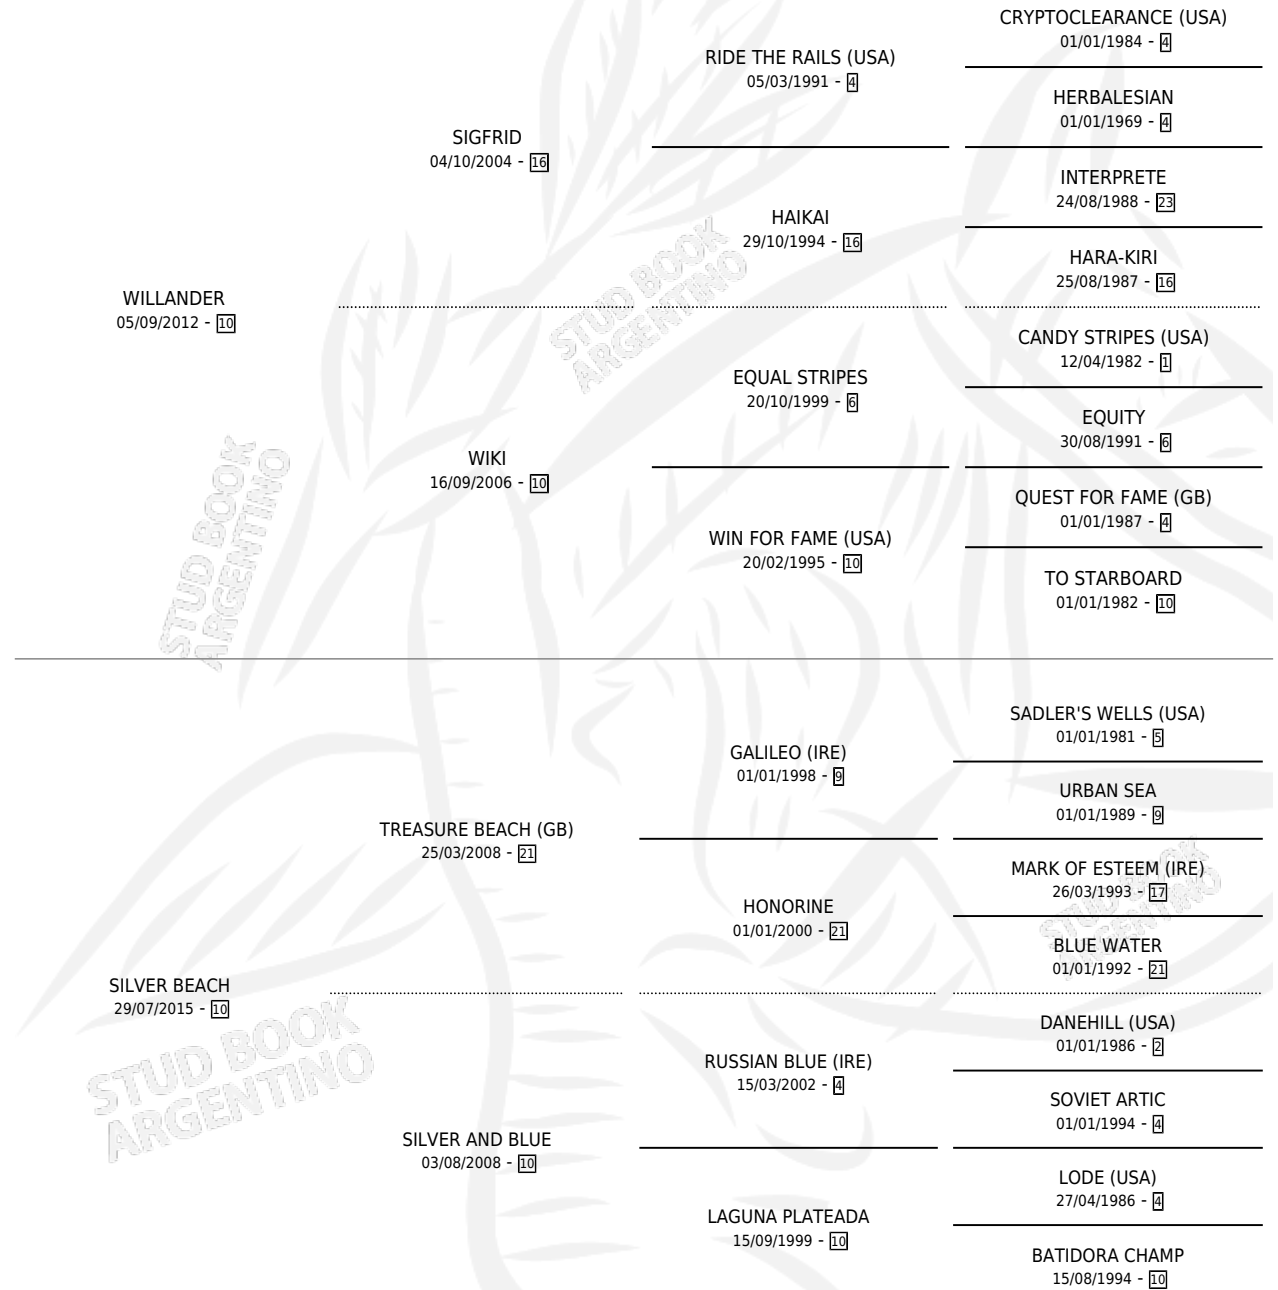 CRYPTOCLEARANCE (USA)
01/01/1984 - 4
RIDE THE RAILS (USA)
05/03/1991 - 4
HERBALESIAN
01/01/1969 - 4
SIGFRID
04/10/2004 - 16
INTERPRETE
24/08/1988 - 23
HAIKAI
29/10/1994 - 16
HARA-KIRI
25/08/1987 - 16
WILLANDER
05/09/2012 - 10
CANDY STRIPES (USA)
12/04/1982 - 1
EQUAL STRIPES
20/10/1999 - 6
EQUITY
30/08/1991 - 6
WIKI
16/09/2006 - 10
QUEST FOR FAME (GB)
01/01/1987 - 4
WIN FOR FAME (USA)
20/02/1995 - 10
TO STARBOARD
01/01/1982 - 10
STUD BOOK
ARGENTINO
STUD BOOK
ARGENTINO
SADLER'S WELLS (USA)
01/01/1981 - 5
GALILEO (IRE)
01/01/1998 - 9
URBAN SEA
01/01/1989 - 9
TREASURE BEACH (GB)
25/03/2008 - 21
MARK OF ESTEEM (IRE)
26/03/1993 - 17
HONORINE
01/01/2000 - 21
BLUE WATER
01/01/1992 - 21
SILVER BEACH
29/07/2015 - 10
DANEHILL (USA)
01/01/1986 - 2
RUSSIAN BLUE (IRE)
15/03/2002 - 4
SOVIET ARTIC
01/01/1994 - 4
SILVER AND BLUE
03/08/2008 - 10
LODE (USA)
27/04/1986 - 4
LAGUNA PLATEADA
15/09/1999 - 10
BATIDORA CHAMP
15/08/1994 - 10
STUD BOOK
ARGENTINO
STUD BOOK
ARGENTINO